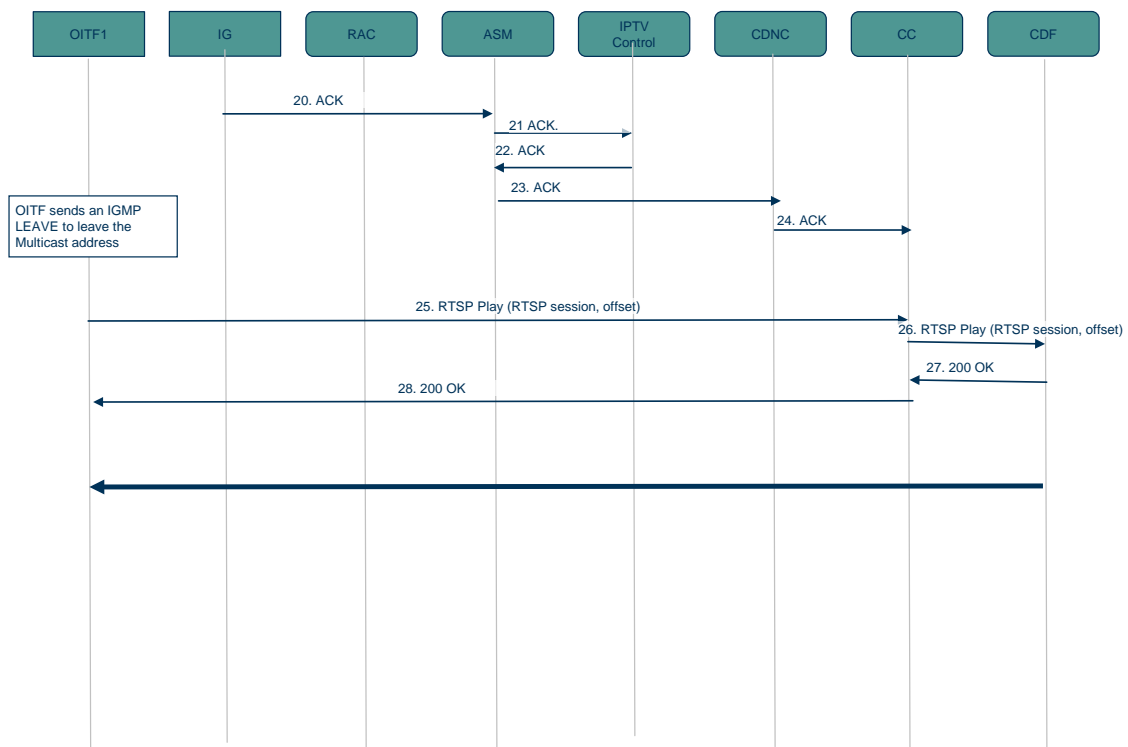 OITF1
IG
RAC
ASM
IPTV
Control
CDNC
CC
CDF
20. ACK
21 ACK.
22. ACK
23. ACK
OITF sends an IGMP
LEAVE to leave the
Multicast address
24. ACK
25. RTSP Play (RTSP session, offset)
26. RTSP Play (RTSP session, offset)
27. 200 OK
28. 200 OK